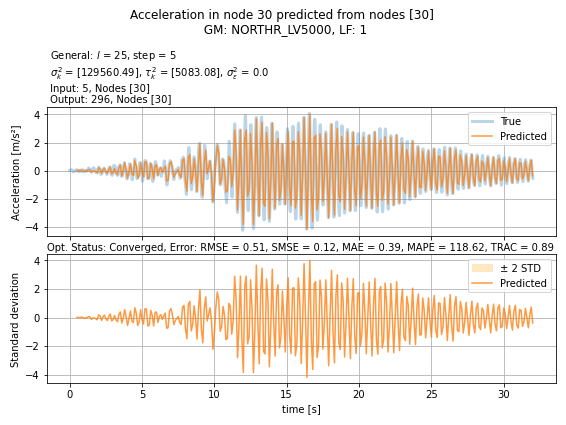 Acceleration in node 30 predicted from nodes [30]
GM: NORTHR_LV5000, LF: 1
General: l = 25, step = 5
σ²ₖ = [129560.49], τ²ₖ = [5083.08], σ²ε = 0.0
Input: 5, Nodes [30]
Output: 296, Nodes [30]
4
2
0
−2
−4
Acceleration [m/s²]
True
Predicted
Opt. Status: Converged, Error: RMSE = 0.51, SMSE = 0.12, MAE = 0.39, MAPE = 118.62, TRAC = 0.89
4
2
0
−2
−4
Standard deviation
± 2 STD
Predicted
0 5 10 15 20 25 30
time [s]